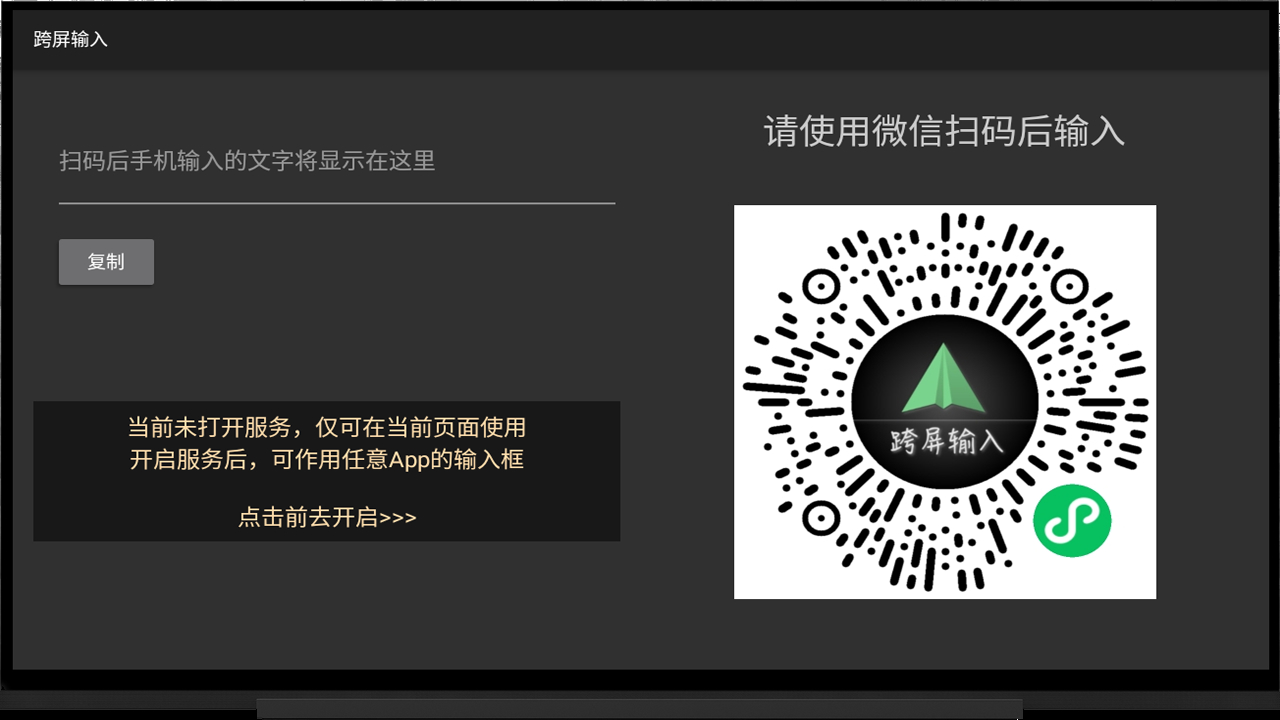 跨屏输入
扫码后手机输入的文字将显示在这里
复制
当前未打开服务，仅可在当前页面使用
开启服务后，可作用任意App的输入框
点击前去开启>>>
请使用微信扫码后输入
跨屏输入